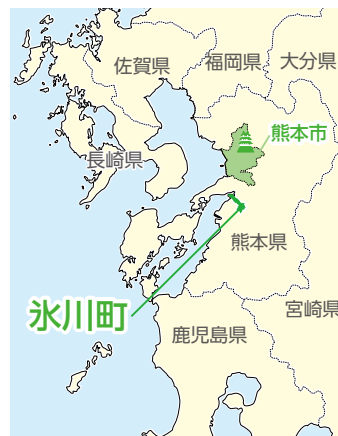 福岡県
大分県
佐賀県
熊本市
長崎県
熊本県
氷川町
宮崎県
鹿児島県